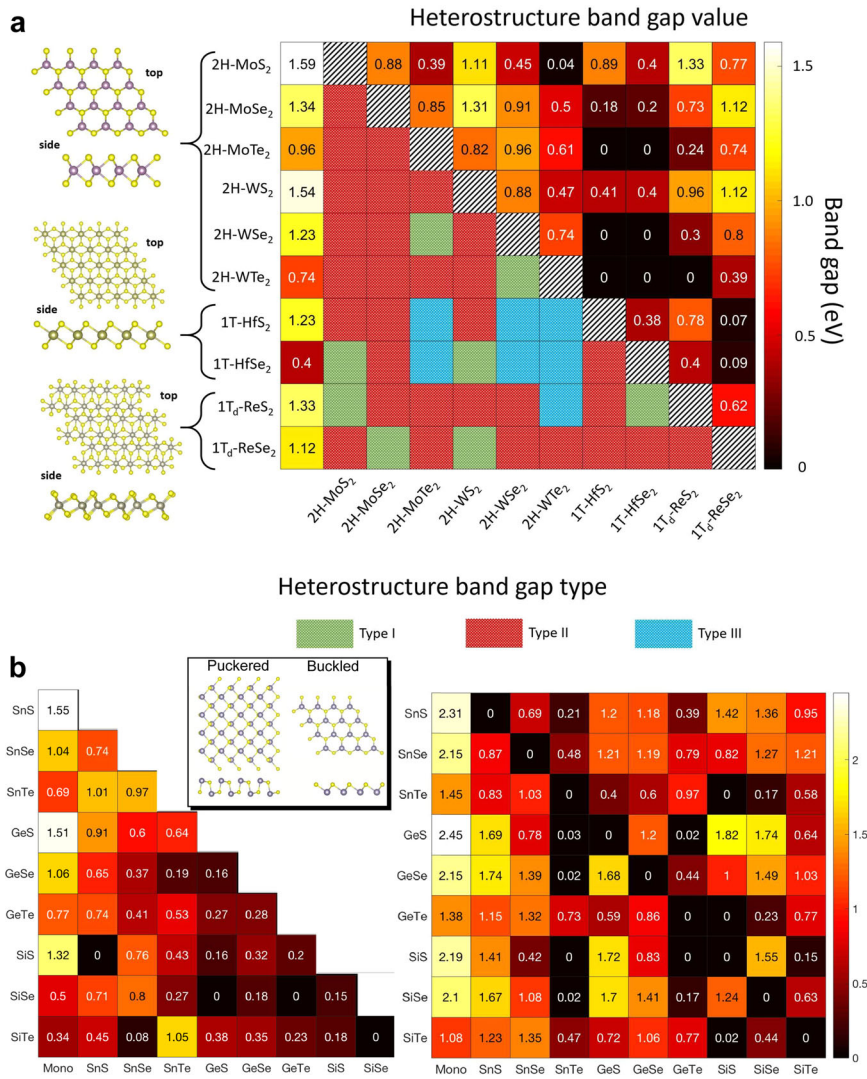 Heterostructure band gap value
a
top
side
top
side
top
side
2H-MoS₂ 1.59 0.88 0.39 1.11 0.45 0.04 0.89 0.4 1.33 0.77
2H-MoSe₂ 1.34 0.85 1.31 0.91 0.5 0.18 0.2 0.73 1.12
2H-MoTe₂ 0.96 0.82 0.96 0.61 0 0 0.24 0.74
2H-WS₂ 1.54 0.88 0.47 0.41 0.4 0.96 1.12
2H-WSe₂ 1.23 0.74 0 0 0.3 0.8
2H-WTe₂ 0.74 0 0 0 0.39
1T-HfS₂ 1.23 0.38 0.78 0.07
1T-HfSe₂ 0.4 0.4 0.09
1T_d-ReS₂ 1.33 0.62
1T_d-ReSe₂ 1.12
2H-MoS₂ 2H-MoSe₂ 2H-MoTe₂ 2H-WS₂ 2H-WSe₂ 2H-WTe₂ 1T-HfS₂ 1T-HfSe₂ 1T_d-ReS₂ 1T_d-ReSe₂
1.5
1.0
0.5
0
Band gap (eV)
Heterostructure band gap type
Type I Type II Type III
b
Puckered Buckled
SnS 1.55
SnSe 1.04 0.74
SnTe 0.69 1.01 0.97
GeS 1.51 0.91 0.6 0.64
GeSe 1.06 0.65 0.37 0.19 0.16
GeTe 0.77 0.74 0.41 0.53 0.27 0.28
SiS 1.32 0 0.76 0.43 0.16 0.32 0.2
SiSe 0.5 0.71 0.8 0.27 0 0.18 0 0.15
SiTe 0.34 0.45 0.08 1.05 0.38 0.35 0.23 0.18 0
Mono SnS SnSe SnTe GeS GeSe GeTe SiS SiSe
SnS 2.31 0 0.69 0.21 1.2 1.18 0.39 1.42 1.36 0.95
SnSe 2.15 0.87 0 0.48 1.21 1.19 0.79 0.82 1.27 1.21
SnTe 1.45 0.83 1.03 0 0.4 0.6 0.97 0 0.17 0.58
GeS 2.45 1.69 0.78 0.03 0 1.2 0.02 1.82 1.74 0.64
GeSe 2.15 1.74 1.39 0.02 1.68 0 0.44 1 1.49 1.03
GeTe 1.38 1.15 1.32 0.73 0.59 0.86 0 0 0.23 0.77
SiS 2.19 1.41 0.42 0 1.72 0.83 0 0 1.55 0.15
SiSe 2.1 1.67 1.08 0.02 1.7 1.41 0.17 1.24 0 0.63
SiTe 1.08 1.23 1.35 0.47 0.72 1.06 0.77 0.02 0.44 0
Mono SnS SnSe SnTe GeS GeSe GeTe SiS SiSe SiTe
2
1.5
1
0.5
0